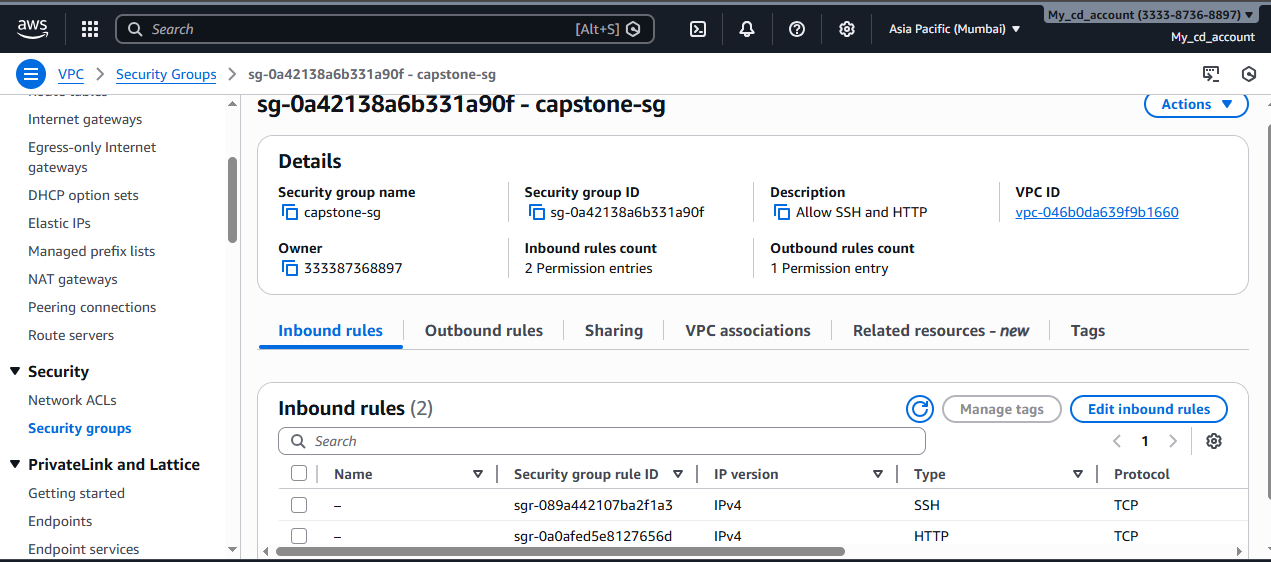 aws
Search [Alt+S]
Asia Pacific (Mumbai)
My_cd_account (3333-8736-8897)
My_cd_account
VPC
Security Groups
sg-0a42138a6b331a90f - capstone-sg
Internet gateways
Egress-only Internet
gateways
DHCP option sets
Elastic IPs
Managed prefix lists
NAT gateways
Peering connections
Route servers
Security
Network ACLs
Security groups
PrivateLink and Lattice
Getting started
Endpoints
Endpoint services
sg-0a42138a6b331a90f - capstone-sg
Actions
Details
Security group name
capstone-sg
Security group ID
sg-0a42138a6b331a90f
Description
Allow SSH and HTTP
VPC ID
vpc-046b0da639f9b1660
Owner
333387368897
Inbound rules count
2 Permission entries
Outbound rules count
1 Permission entry
Inbound rules Outbound rules Sharing VPC associations Related resources - new Tags
Inbound rules (2)
Manage tags
Edit inbound rules
Search
1
Name Security group rule ID IP version Type Protocol
– sgr-089a442107ba2f1a3 IPv4 SSH TCP
– sgr-0a0afed5e8127656d IPv4 HTTP TCP